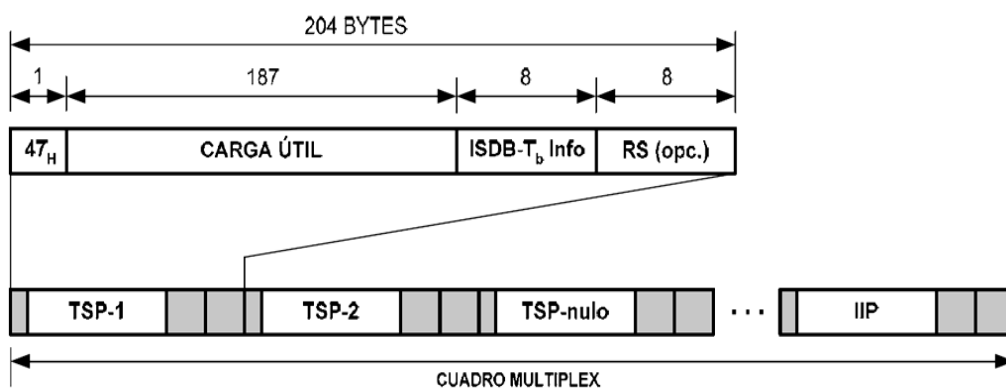 204 BYTES
1 187 8 8
47H CARGA ÚTIL ISDB-Tb Info RS (opc.)
TSP-1 TSP-2 TSP-nulo ... IIP
CUADRO MULTIPLEX